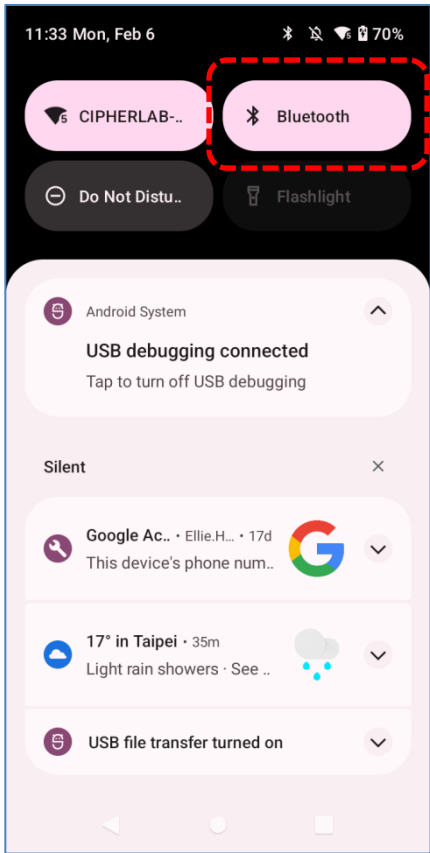 11:33 Mon, Feb 6 70%
CIPHERLAB-.. Bluetooth
Do Not Distu.. Flashlight
Android System
USB debugging connected
Tap to turn off USB debugging
Silent
Google Ac.. • Ellie.H... • 17d
This device's phone num..
17° in Taipei • 35m
Light rain showers · See ..
USB file transfer turned on